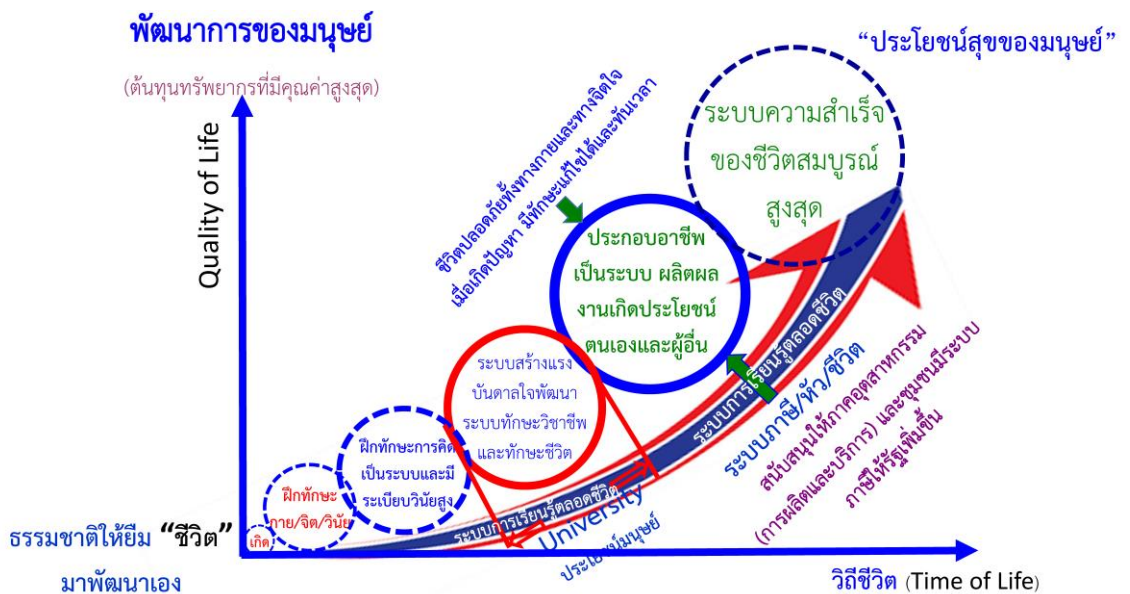 พัฒนาการของมนุษย์
(ต้นทุนทรัพยากรที่มีคุณค่าสูงสุด)
“ประโยชน์สุขของมนุษย์”
Quality of Life
ชีวิตปลอดภัยทั้งทางกายและทางจิตใจ
เมื่อเกิดปัญหา มีทักษะแก้ไขได้และทันเวลา
ระบบความสำเร็จ
ของชีวิตสมบูรณ์
สูงสุด
ประกอบอาชีพ
เป็นระบบ ผลิตผล
งานเกิดประโยชน์
ตนเองและผู้อื่น
ระบบสร้างแรง
บันดาลใจพัฒนา
ระบบทักษะวิชาชีพ
และทักษะชีวิต
ฝึกทักษะการคิด
เป็นระบบและมี
ระเบียบวินัยสูง
ฝึกทักษะ
กาย/จิต/วินัย
เกิด
ระบบการเรียนรู้ตลอดชีวิต
ระบบการเรียนรู้ตลอดชีวิต
University
ประโยชน์มนุษย์
ระบบภาษี/หัว/ชีวิต
สนับสนุนให้ภาคอุตสาหกรรม
(การผลิตและบริการ) และชุมชนมีระบบ
ภาษีให้รัฐเพิ่มขึ้น
ธรรมชาติให้ยืม “ชีวิต”
มาพัฒนาเอง
วิถีชีวิต (Time of Life)